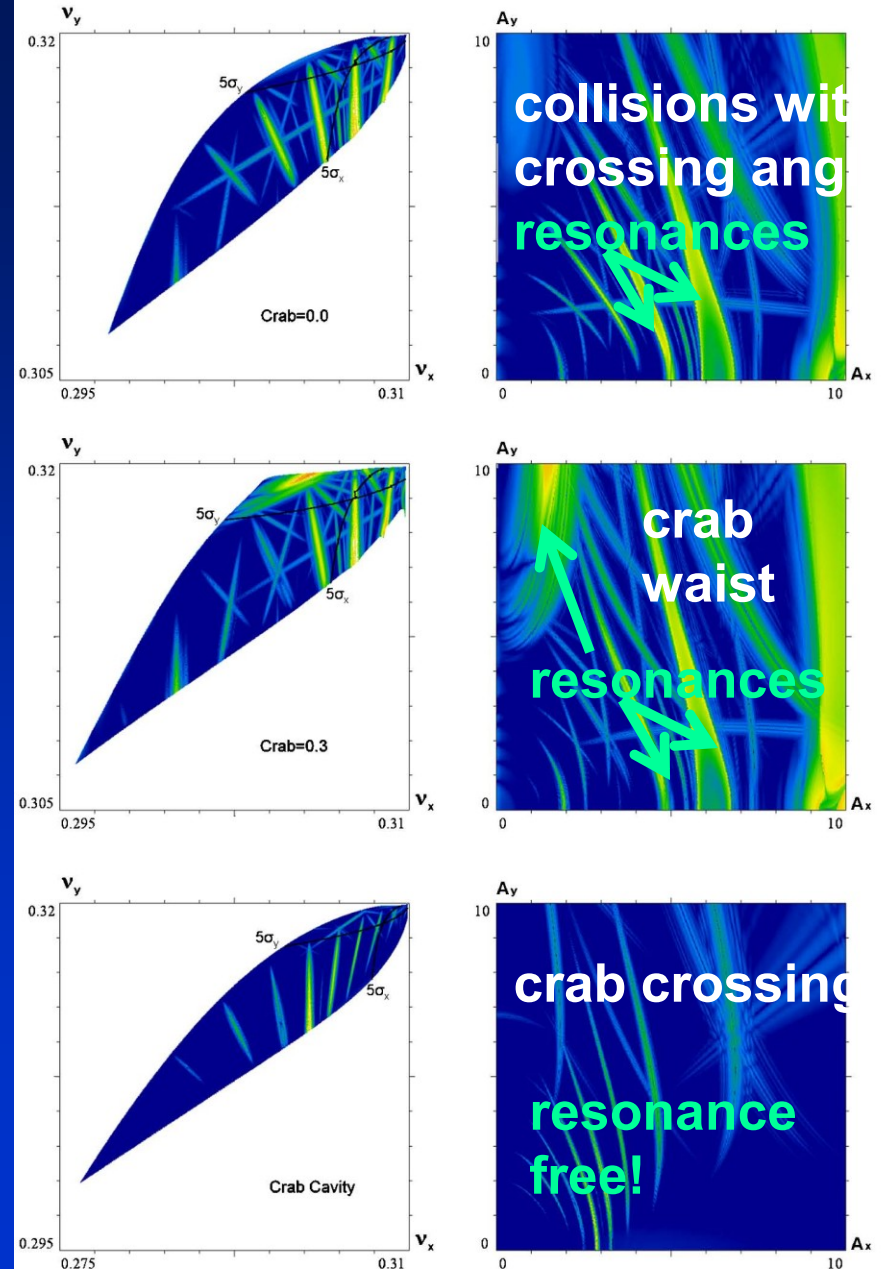 νy
0.32
5σy
5σx
Crab=0.0
0.305
νx
0.295
0.31
Ay
10
collisions wit
crossing ang
resonances
0
Ax
0
10
νy
0.32
5σy
5σx
Crab=0.3
0.305
νx
0.295
0.31
Ay
10
crab
waist
resonances
0
Ax
0
10
νy
0.32
5σy
5σx
Crab Cavity
0.295
νx
0.275
0.31
Ay
10
crab crossing
resonance
free!
0
Ax
0
10